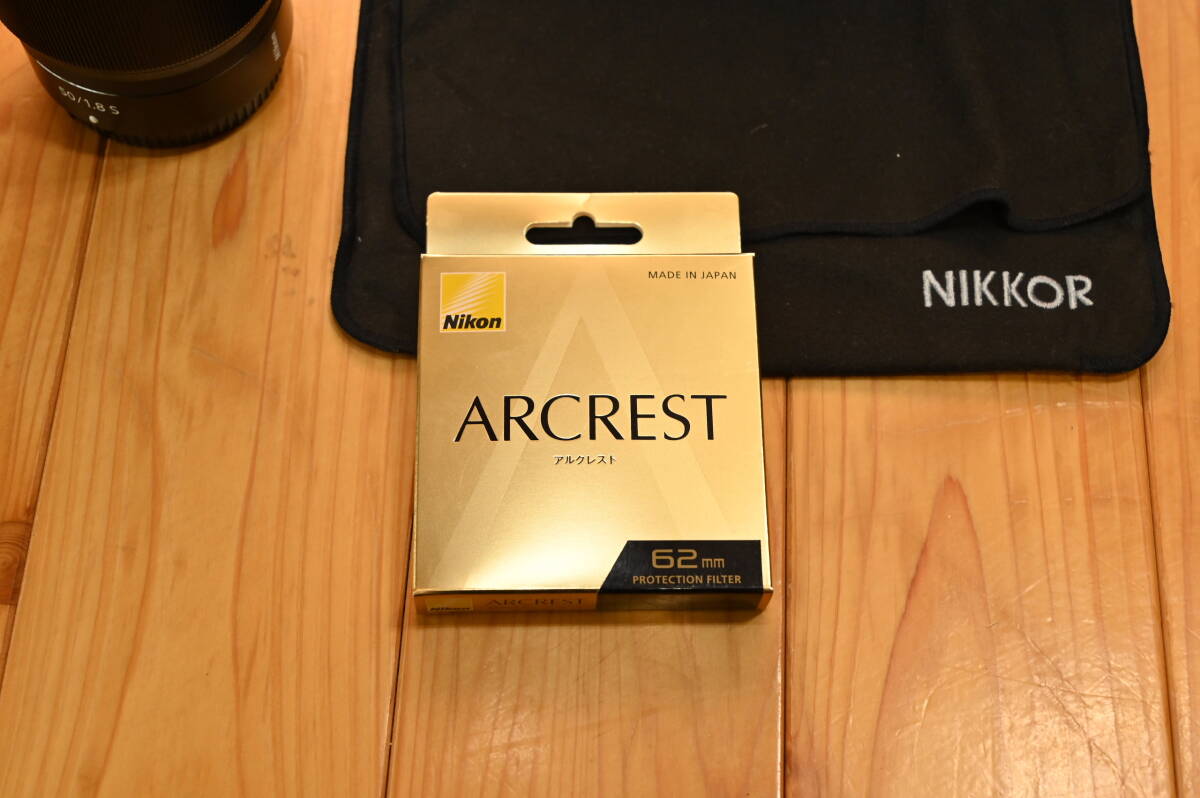 50/1.8 S
NIKKOR
Nikon
MADE IN JAPAN
ARCREST
アルクレスト
62mm
PROTECTION FILTER
Nikon
ARCREST